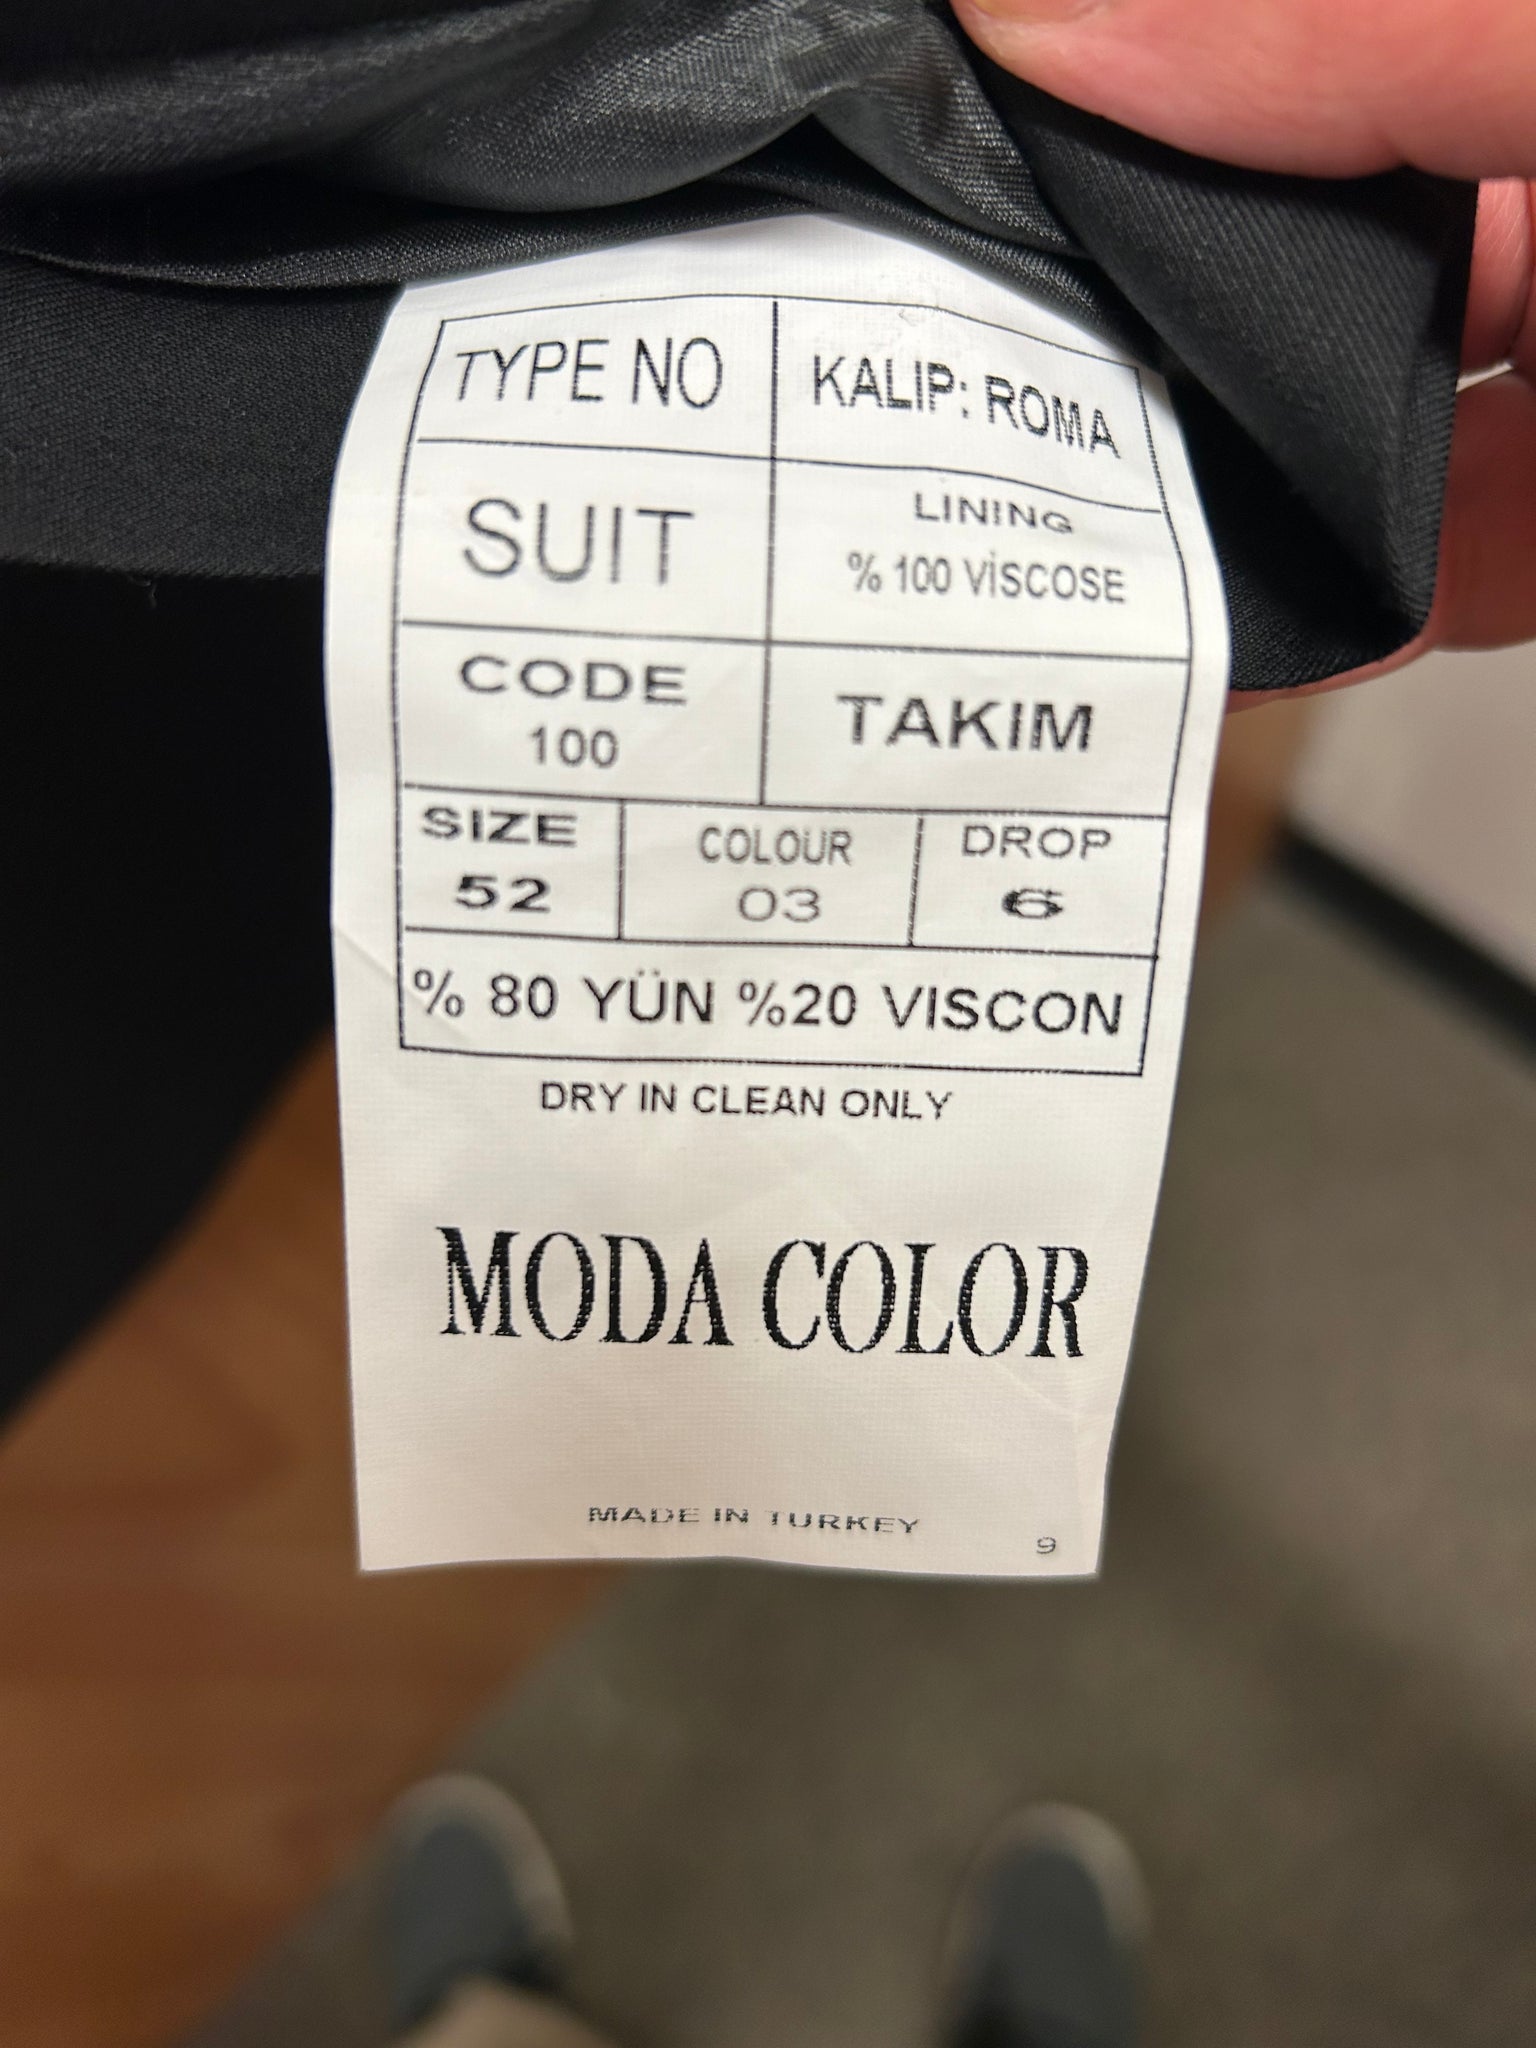 TYPE NO
KALIP: ROMA
SUIT
LINING
% 100 VİSCOSE
CODE
100
TAKIM
SIZE
52
COLOUR
03
DROP
6
% 80 YÜN %20 VISCON
DRY IN CLEAN ONLY
MODA COLOR
MADE IN TURKEY
9